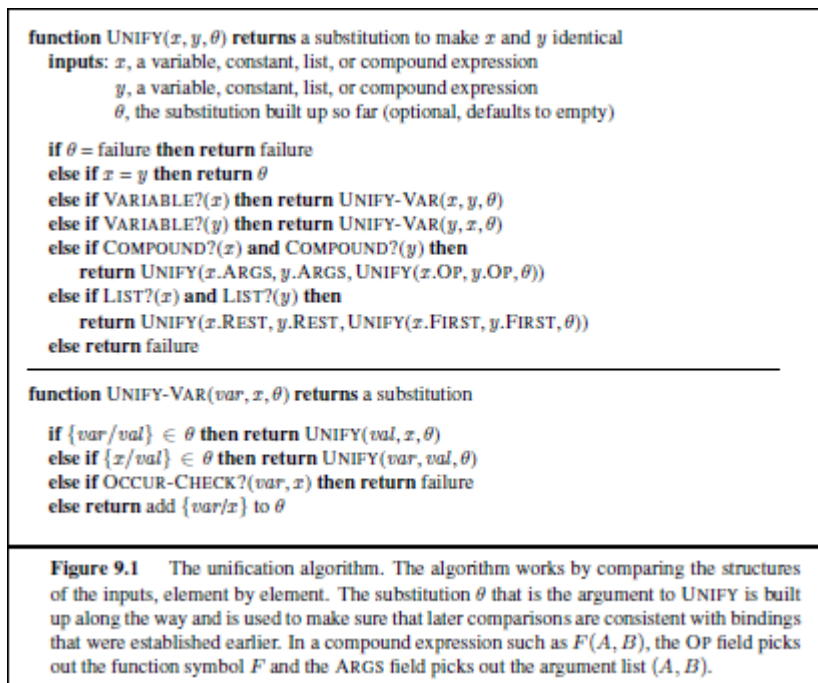 function UNIFY(x, y, θ) returns a substitution to make x and y identical
inputs: x, a variable, constant, list, or compound expression
y, a variable, constant, list, or compound expression
θ, the substitution built up so far (optional, defaults to empty)
if θ = failure then return failure
else if x = y then return θ
else if VARIABLE?(x) then return UNIFY-VAR(x, y, θ)
else if VARIABLE?(y) then return UNIFY-VAR(y, x, θ)
else if COMPOUND?(x) and COMPOUND?(y) then
return UNIFY(x.ARGS, y.ARGS, UNIFY(x.OP, y.OP, θ))
else if LIST?(x) and LIST?(y) then
return UNIFY(x.REST, y.REST, UNIFY(x.FIRST, y.FIRST, θ))
else return failure
function UNIFY-VAR(var, x, θ) returns a substitution
if {var/val} ∈ θ then return UNIFY(val, x, θ)
else if {x/val} ∈ θ then return UNIFY(var, val, θ)
else if OCCUR-CHECK?(var, x) then return failure
else return add {var/x} to θ
Figure 9.1 The unification algorithm. The algorithm works by comparing the structures
of the inputs, element by element. The substitution θ that is the argument to UNIFY is built
up along the way and is used to make sure that later comparisons are consistent with bindings
that were established earlier. In a compound expression such as F(A, B), the OP field picks
out the function symbol F and the ARGS field picks out the argument list (A, B).